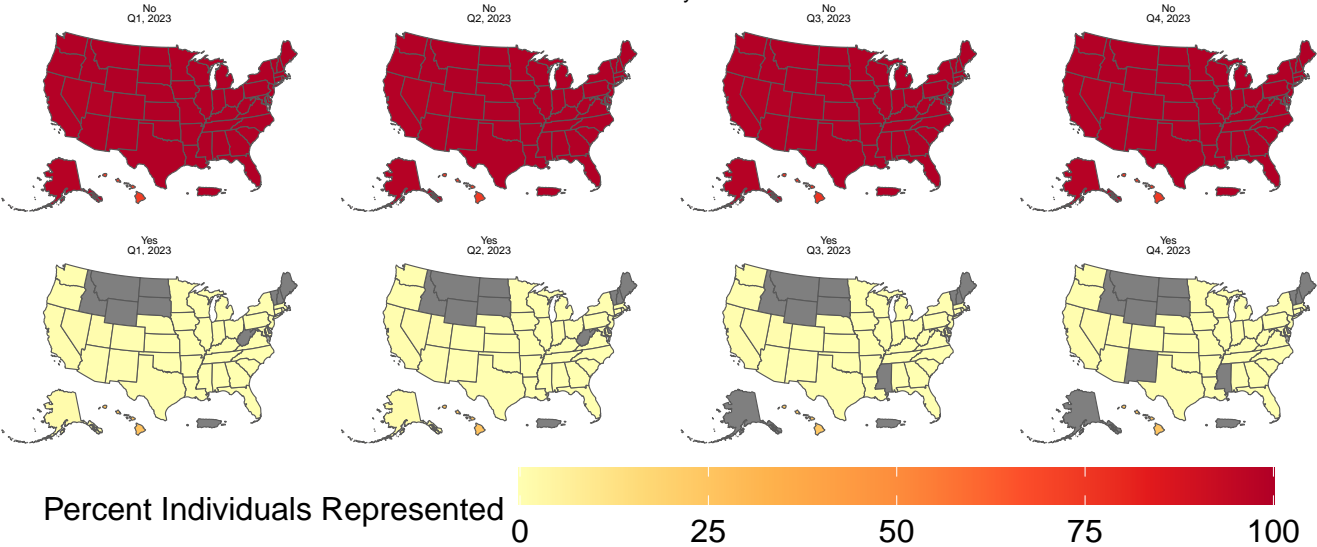 No
Q1, 2023
No
Q2, 2023
No
Q3, 2023
No
Q4, 2023
Yes
Q1, 2023
Yes
Q2, 2023
Yes
Q3, 2023
Yes
Q4, 2023
Percent Individuals Represented
0 25 50 75 100